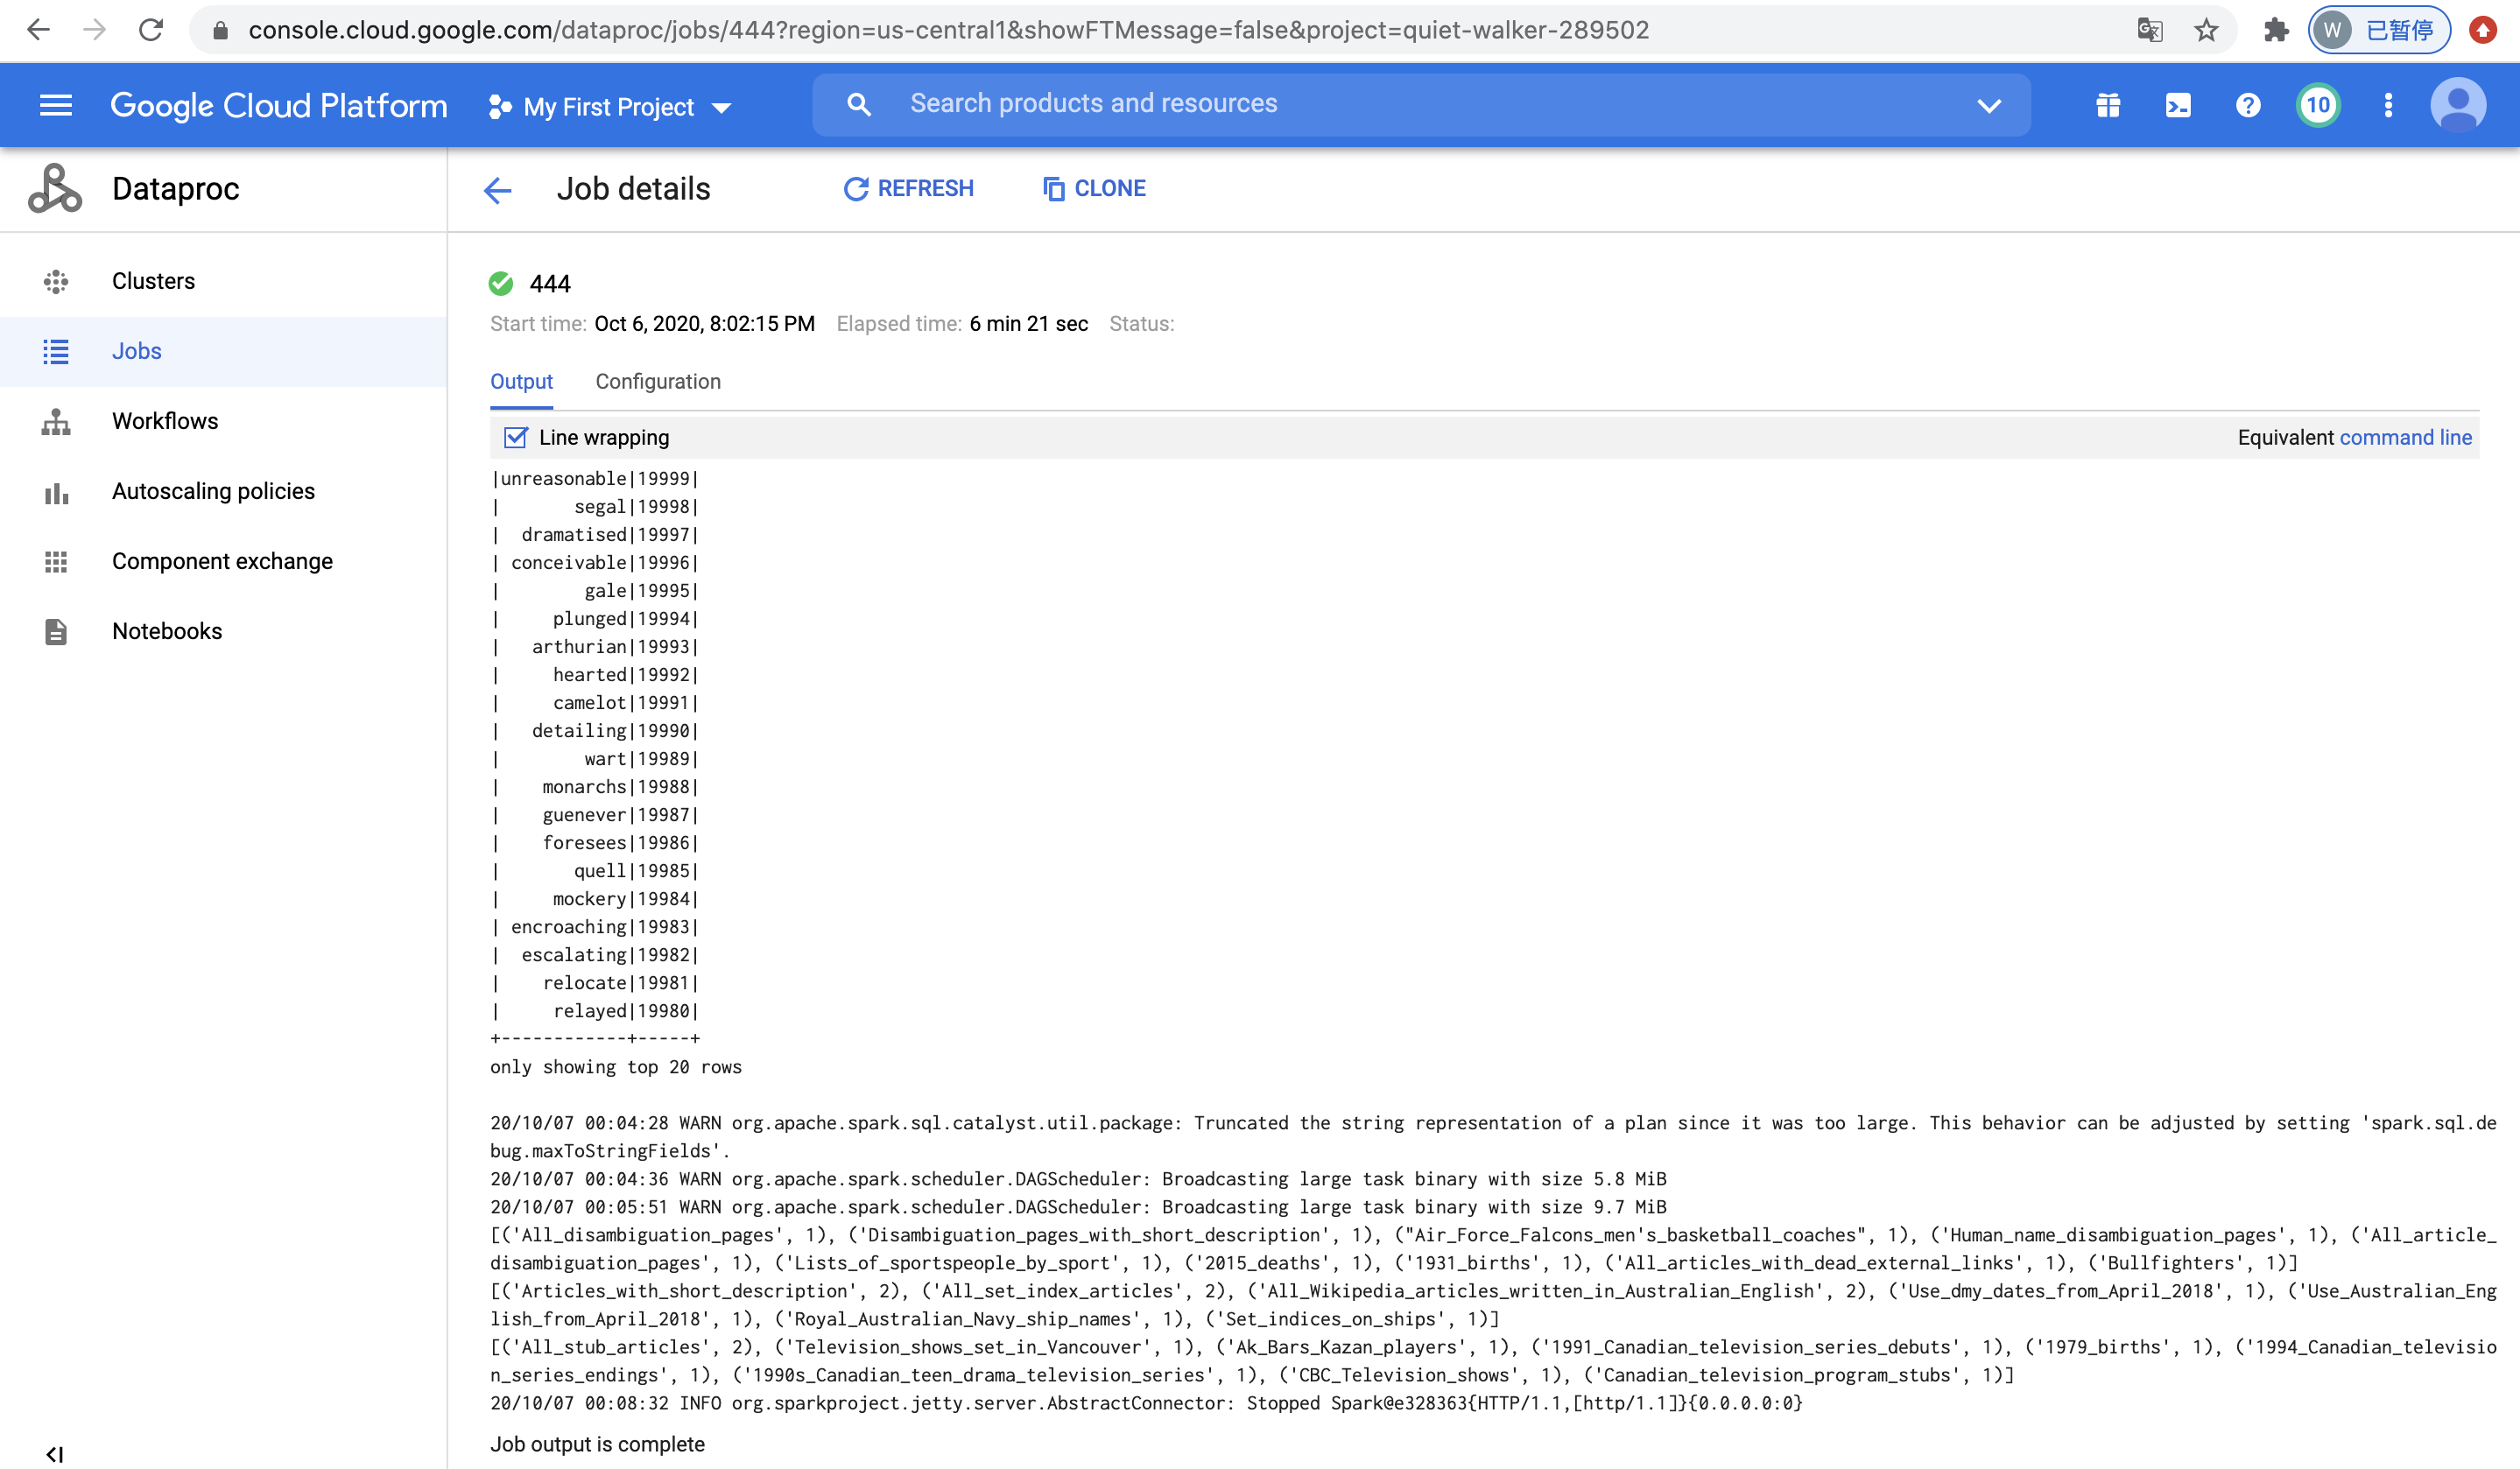 console.cloud.google.com/dataproc/jobs/444?region=us-central1&showFTMessage=false&project=quiet-walker-289502
W 已暂停
Google Cloud Platform My First Project Search products and resources 10
Dataproc Job details REFRESH CLONE
Clusters
Jobs
Workflows
Autoscaling policies
Component exchange
Notebooks
444
Start time: Oct 6, 2020, 8:02:15 PM Elapsed time: 6 min 21 sec Status:
Output Configuration
Line wrapping Equivalent command line
|unreasonable|19999|
|       segal|19998|
|  dramatised|19997|
| conceivable|19996|
|        gale|19995|
|     plunged|19994|
|   arthurian|19993|
|     hearted|19992|
|     camelot|19991|
|   detailing|19990|
|        wart|19989|
|    monarchs|19988|
|    guenever|19987|
|    foresees|19986|
|       quell|19985|
|     mockery|19984|
| encroaching|19983|
|  escalating|19982|
|    relocate|19981|
|     relayed|19980|
+------------+-----+
only showing top 20 rows
20/10/07 00:04:28 WARN org.apache.spark.sql.catalyst.util.package: Truncated the string representation of a plan since it was too large. This behavior can be adjusted by setting 'spark.sql.de
bug.maxToStringFields'.
20/10/07 00:04:36 WARN org.apache.spark.scheduler.DAGScheduler: Broadcasting large task binary with size 5.8 MiB
20/10/07 00:05:51 WARN org.apache.spark.scheduler.DAGScheduler: Broadcasting large task binary with size 9.7 MiB
[('All_disambiguation_pages', 1), ('Disambiguation_pages_with_short_description', 1), ("Air_Force_Falcons_men's_basketball_coaches", 1), ('Human_name_disambiguation_pages', 1), ('All_article_
disambiguation_pages', 1), ('Lists_of_sportspeople_by_sport', 1), ('2015_deaths', 1), ('1931_births', 1), ('All_articles_with_dead_external_links', 1), ('Bullfighters', 1)]
[('Articles_with_short_description', 2), ('All_set_index_articles', 2), ('All_Wikipedia_articles_written_in_Australian_English', 2), ('Use_dmy_dates_from_April_2018', 1), ('Use_Australian_Eng
lish_from_April_2018', 1), ('Royal_Australian_Navy_ship_names', 1), ('Set_indices_on_ships', 1)]
[('All_stub_articles', 2), ('Television_shows_set_in_Vancouver', 1), ('Ak_Bars_Kazan_players', 1), ('1991_Canadian_television_series_debuts', 1), ('1979_births', 1), ('1994_Canadian_televisio
n_series_endings', 1), ('1990s_Canadian_teen_drama_television_series', 1), ('CBC_Television_shows', 1), ('Canadian_television_program_stubs', 1)]
20/10/07 00:08:32 INFO org.sparkproject.jetty.server.AbstractConnector: Stopped Spark@e328363{HTTP/1.1,[http/1.1]}{0.0.0.0:0}
Job output is complete